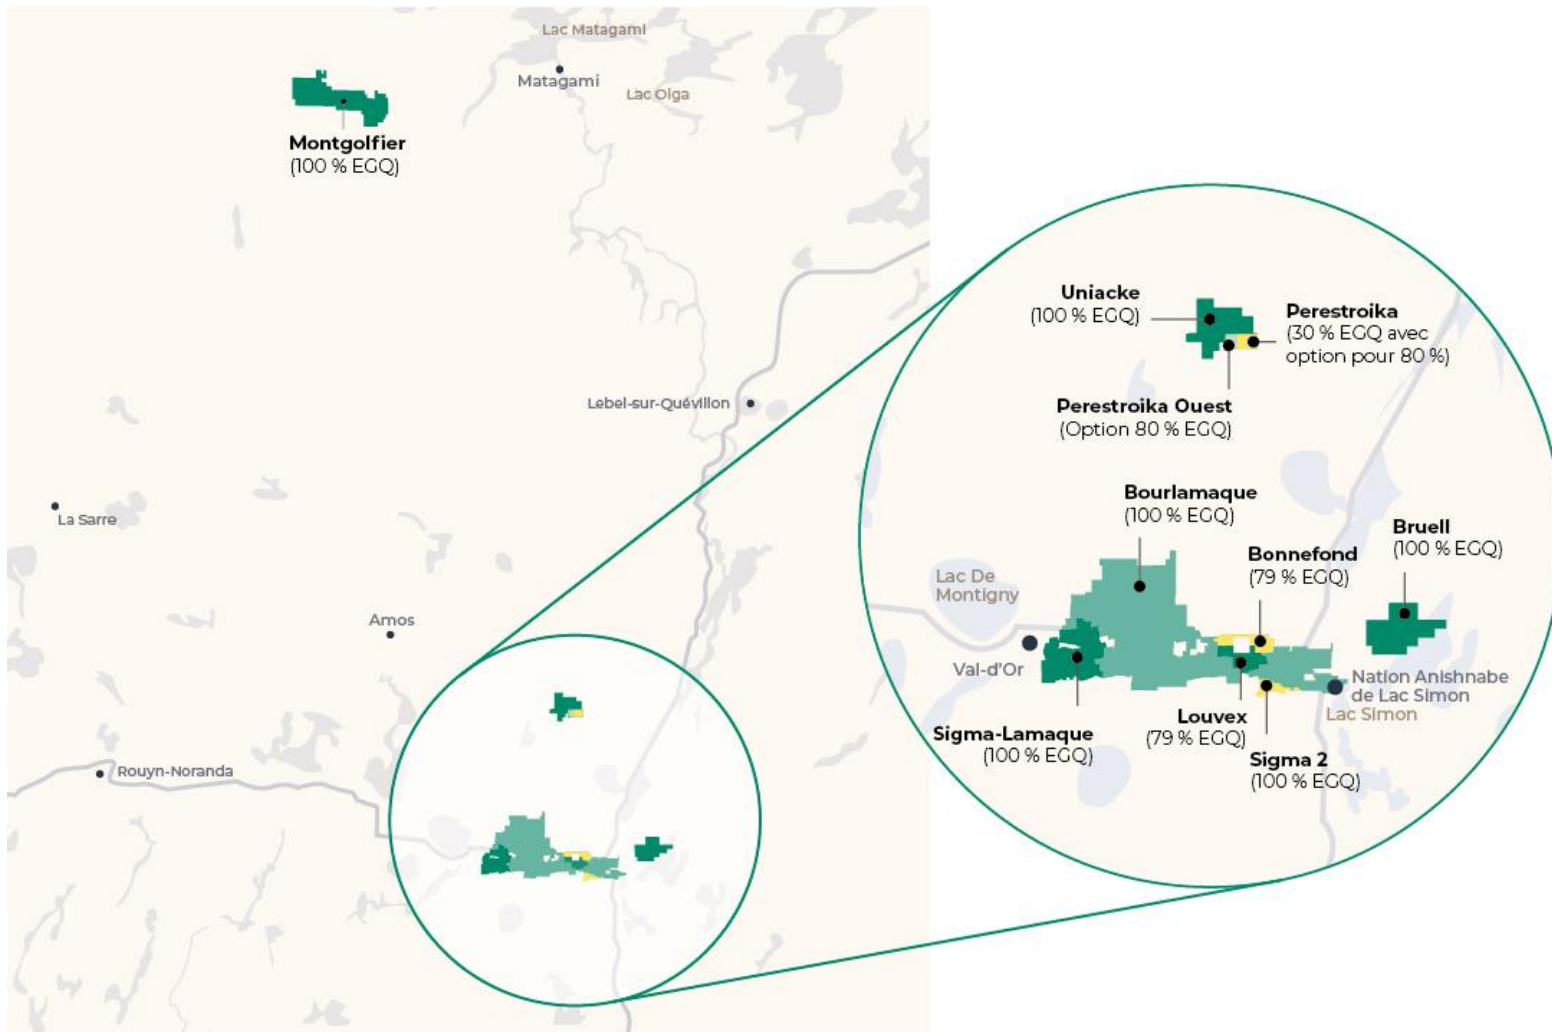 Lac Matagami
Matagami
Lac Olga
Montgolfier
(100 % EGQ)
Lebel-sur-Quévillon
La Sarre
Amos
Rouyn-Noranda
Uniacke
(100 % EGQ)
Perestroika
(30 % EGQ avec
option pour 80 %)
Perestroika Ouest
(Option 80 % EGQ)
Bourlamaque
(100 % EGQ)
Bruell
(100 % EGQ)
Bonnefond
(79 % EGQ)
Lac De
Montigny
Val-d'Or
Nation Anishnabe
de Lac Simon
Lac Simon
Sigma-Lamaque
(100 % EGQ)
Louvex
(79 % EGQ)
Sigma 2
(100 % EGQ)